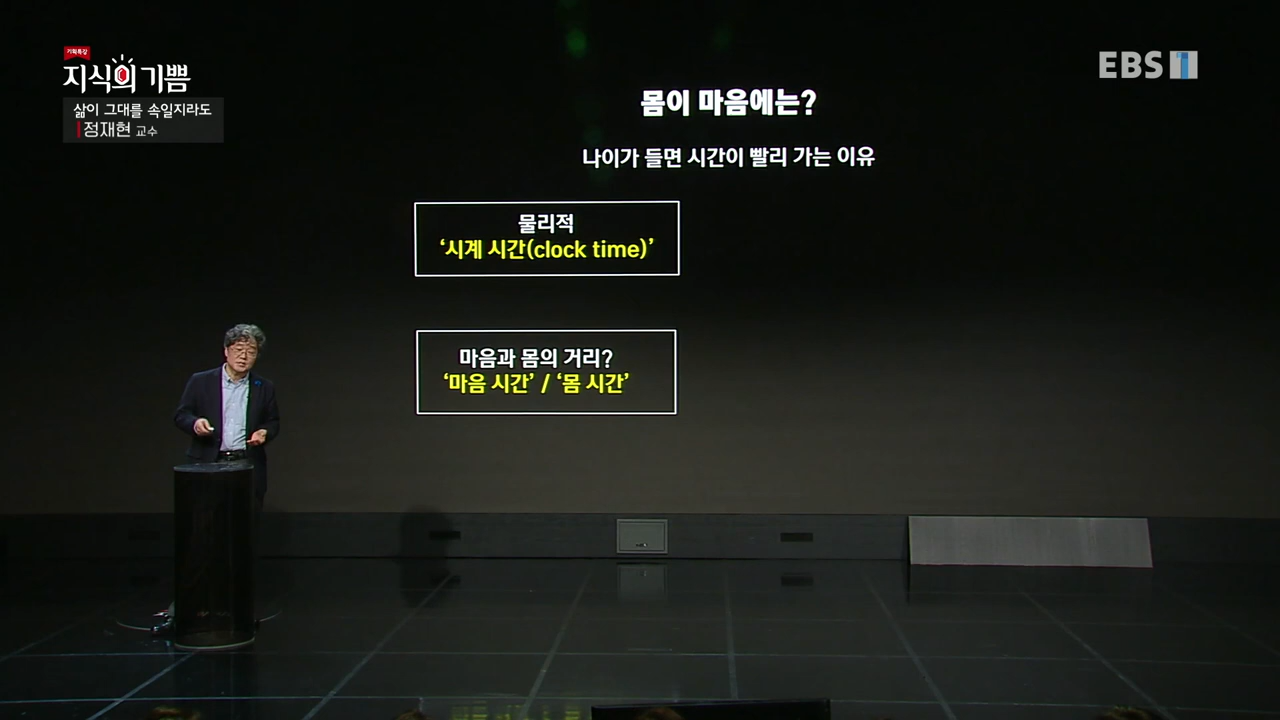 기획특강
지식의 기쁨
삶이 그대를 속일지라도
정재현 교수
EBS 1
몸이 마음에는?
나이가 들면 시간이 빨리 가는 이유
물리적
‘시계 시간(clock time)’
마음과 몸의 거리?
‘마음 시간’ / ‘몸 시간’